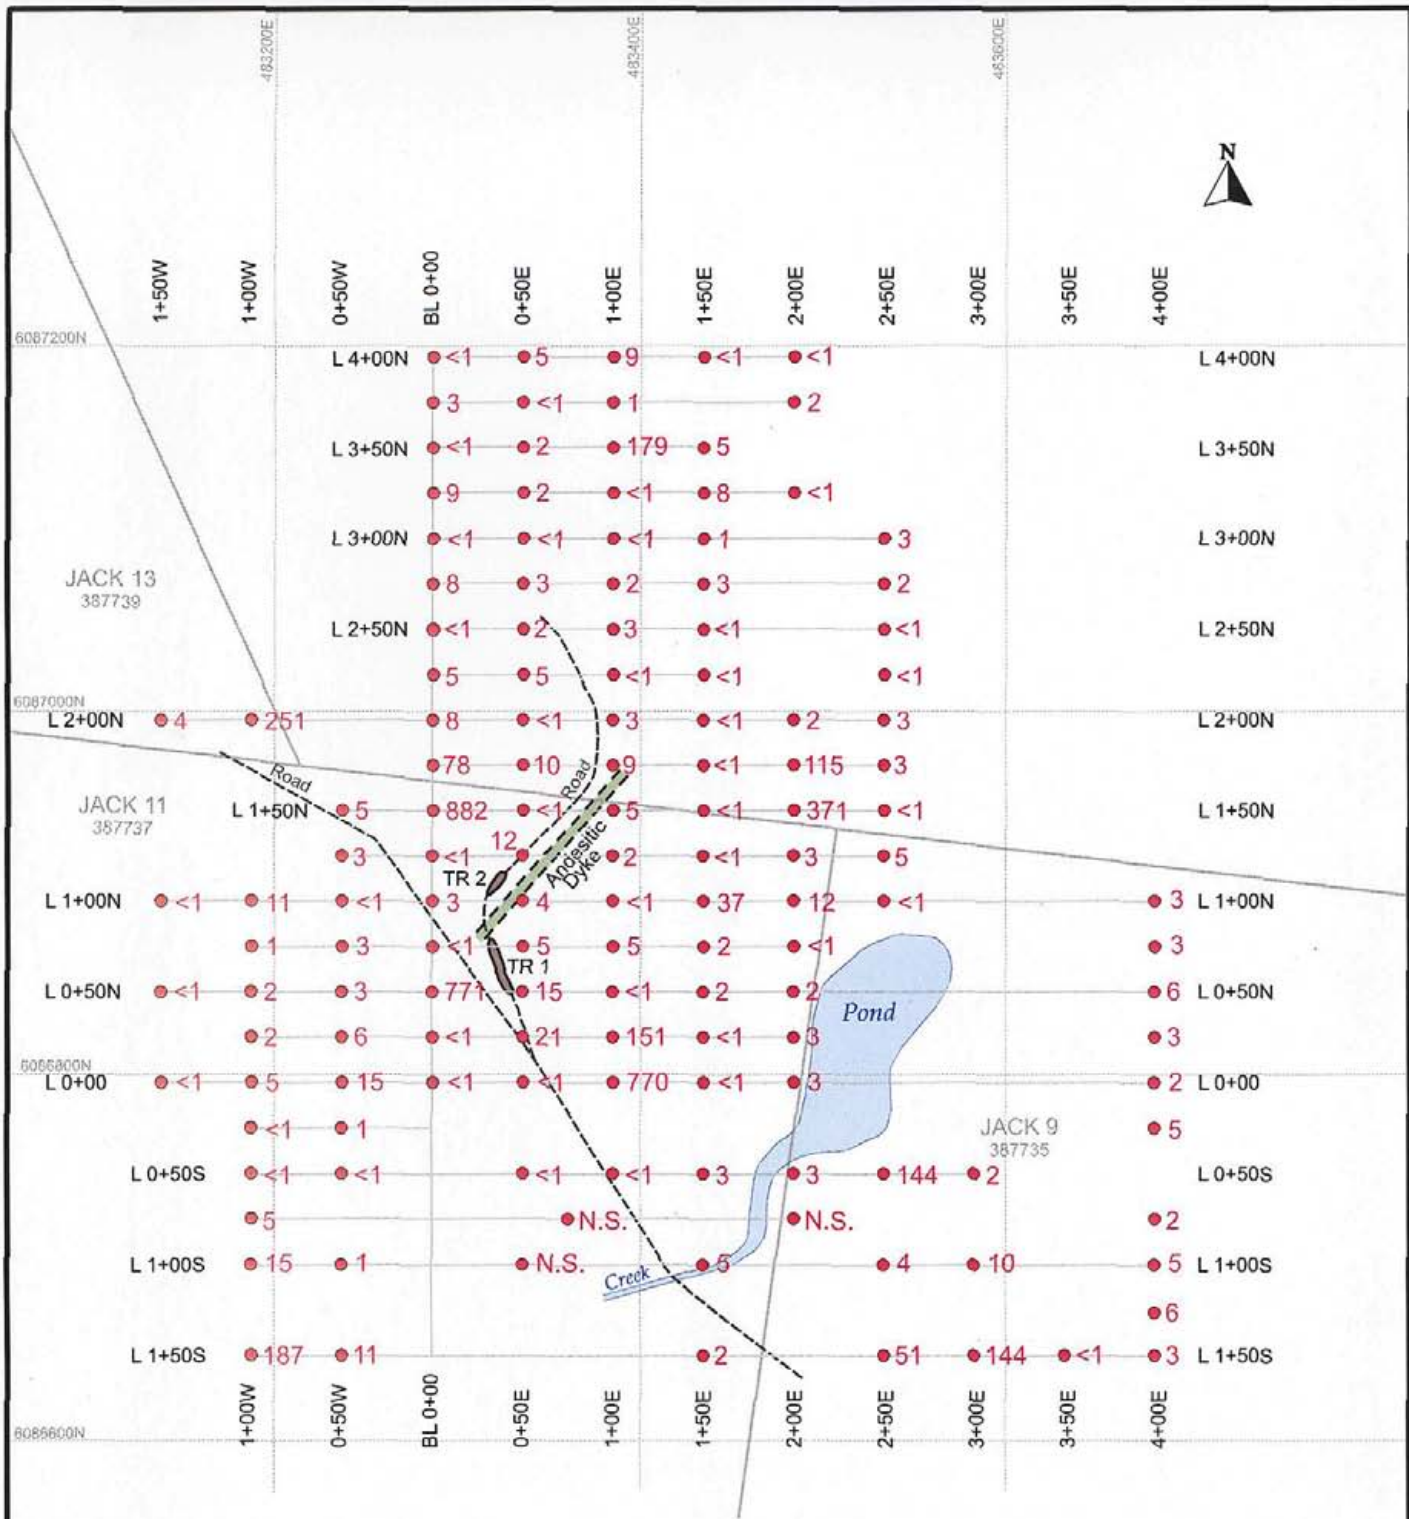 483200E 483400E 483600E
N
1+50W 1+00W 0+50W BL 0+00 0+50E 1+00E 1+50E 2+00E 2+50E 3+00E 3+50E 4+00E
6087200N
L 4+00N <1 5 9 <1 <1 L 4+00N
3 <1 1 2
L 3+50N <1 2 179 5 L 3+50N
9 2 <1 8 <1
L 3+00N <1 <1 <1 1 3 L 3+00N
JACK 13
387739
8 3 2 3 2
L 2+50N <1 2 3 <1 <1 L 2+50N
5 5 <1 <1 <1
6087000N
L 2+00N 4 251 8 <1 3 <1 2 3 L 2+00N
Road 78 10 Road 9 <1 115 3
JACK 11
387737
L 1+50N 5 882 <1 5 <1 371 <1 L 1+50N
3 <1 12 2 <1 3 5
Andesitic
Dyke
TR 2
L 1+00N <1 11 <1 3 4 <1 37 12 <1 3 L 1+00N
1 3 <1 5 5 2 <1 3
TR 1
L 0+50N <1 2 3 771 15 <1 2 2 6 L 0+50N
Pond
2 6 <1 21 151 <1 3 3
6086800N
L 0+00 <1 5 15 <1 <1 770 <1 3 2 L 0+00
<1 1 5
JACK 9
387735
L 0+50S <1 <1 <1 <1 3 3 144 2 L 0+50S
5 N.S. N.S. 2
L 1+00S 15 1 N.S. 5 4 10 5 L 1+00S
Creek
6
L 1+50S 187 11 2 51 144 <1 3 L 1+50S
1+00W 0+50W BL 0+00 0+50E 1+00E 1+50E 2+00E 2+50E 3+00E 3+50E 4+00E
6086600N